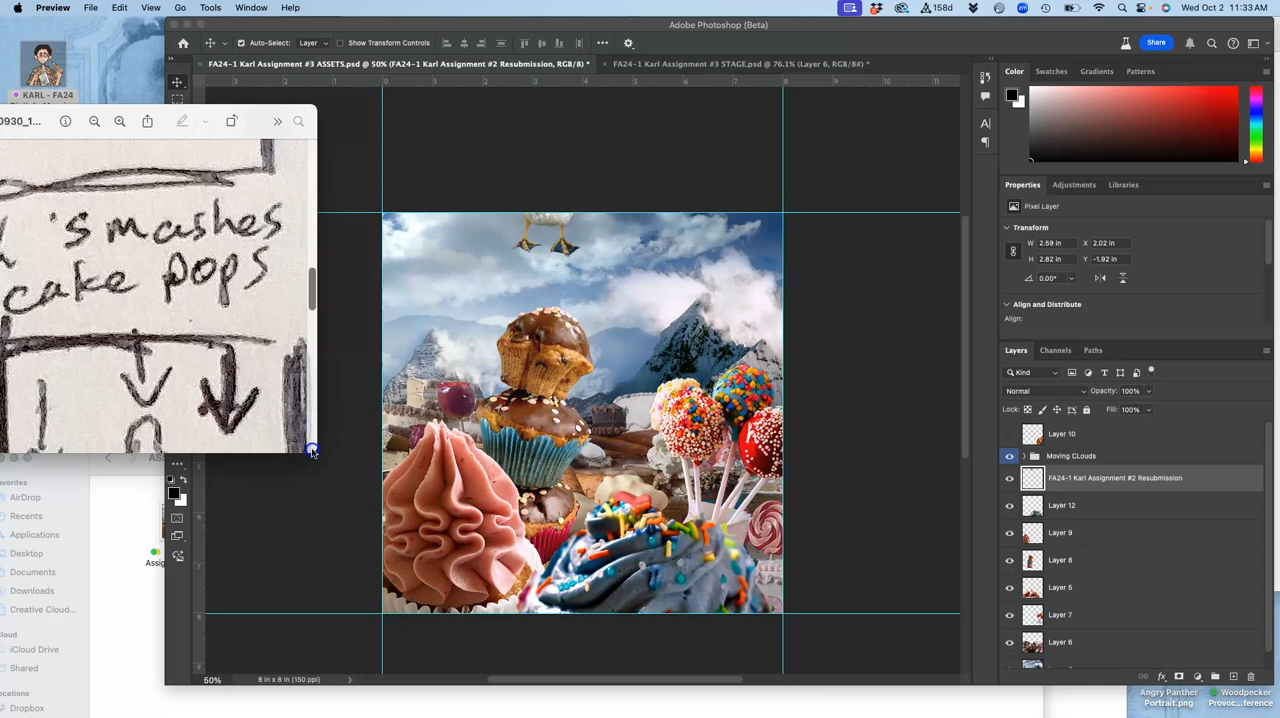 Preview File Edit View Go Tools Window Help
158d
Wed Oct 2 11:33 AM
KARL - FA24
Adobe Photoshop (Beta)
Auto-Select: Layer Show Transform Controls
Share
FA24-1 Karl Assignment #3 ASSETS.psd @ 50% (FA24-1 Karl Assignment #2 Resubmission, RGB/8) *
FA24-1 Karl Assignment #3 STAGE.psd @ 76.1% (Layer 6, RGB/8#) *
's mashes
cake pops
Color Swatches Gradients Patterns
Properties Adjustments Libraries
Pixel Layer
Transform
W 2.59 in X 2.02 in
H 2.82 in Y -1.92 in
0.00°
Align and Distribute
Align:
Layers Channels Paths
Kind
Normal Opacity: 100%
Lock: Fill: 100%
Layer 10
Moving CLouds
FA24-1 Karl Assignment #2 Resubmission
Layer 12
Layer 9
Layer 8
Layer 5
Layer 7
Layer 6
avorites
AirDrop
Recents
Applications
Desktop
Documents
Downloads
Creative Cloud...
iCloud Drive
Shared
ocations
Dropbox
50% 8 in x 8 in (150 ppi)
Angry Panther
Portrait.png
Woodpecker
Provoc...ference